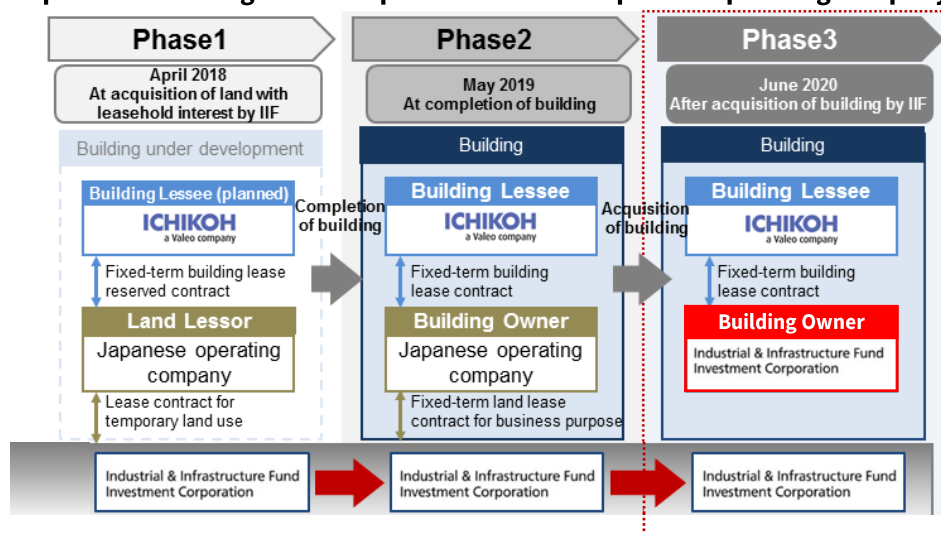 Phase1
April 2018
At acquisition of land with
leasehold interest by IIF
Building under development
Building Lessee (planned)
ICHIKOH
a Valeo company
Fixed-term building lease
reserved contract
Land Lessor
Japanese operating
company
Lease contract for
temporary land use
Industrial & Infrastructure Fund
Investment Corporation
Completion
of building
Phase2
May 2019
At completion of building
Building
Building Lessee
ICHIKOH
a Valeo company
Fixed-term building
lease contract
Building Owner
Japanese operating
company
Fixed-term land lease
contract for business purpose
Industrial & Infrastructure Fund
Investment Corporation
Acquisition
of building
Phase3
June 2020
After acquisition of building by IIF
Building
Building Lessee
ICHIKOH
a Valeo company
Fixed-term building
lease contract
Building Owner
Industrial & Infrastructure Fund
Investment Corporation
Industrial & Infrastructure Fund
Investment Corporation